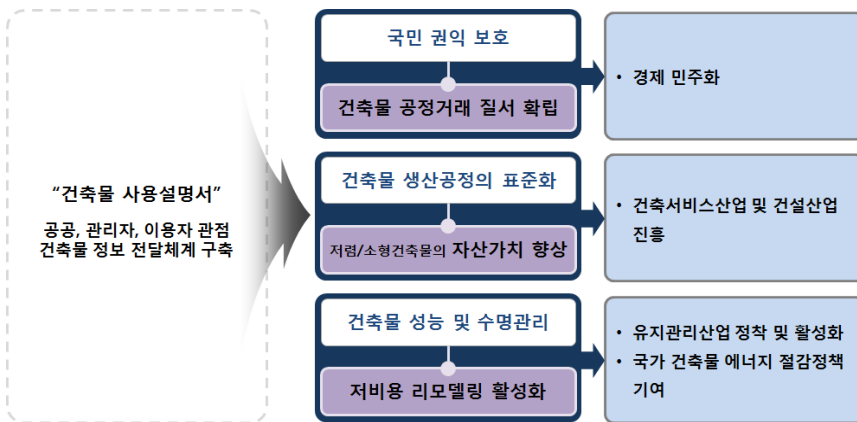 “건축물 사용설명서”
공공, 관리자, 이용자 관점
건축물 정보 전달체계 구축
국민 권익 보호
건축물 공정거래 질서 확립
• 경제 민주화
건축물 생산공정의 표준화
저렴/소형건축물의 자산가치 향상
• 건축서비스산업 및 건설산업
진흥
건축물 성능 및 수명관리
저비용 리모델링 활성화
• 유지관리산업 정착 및 활성화
• 국가 건축물 에너지 절감정책
기여